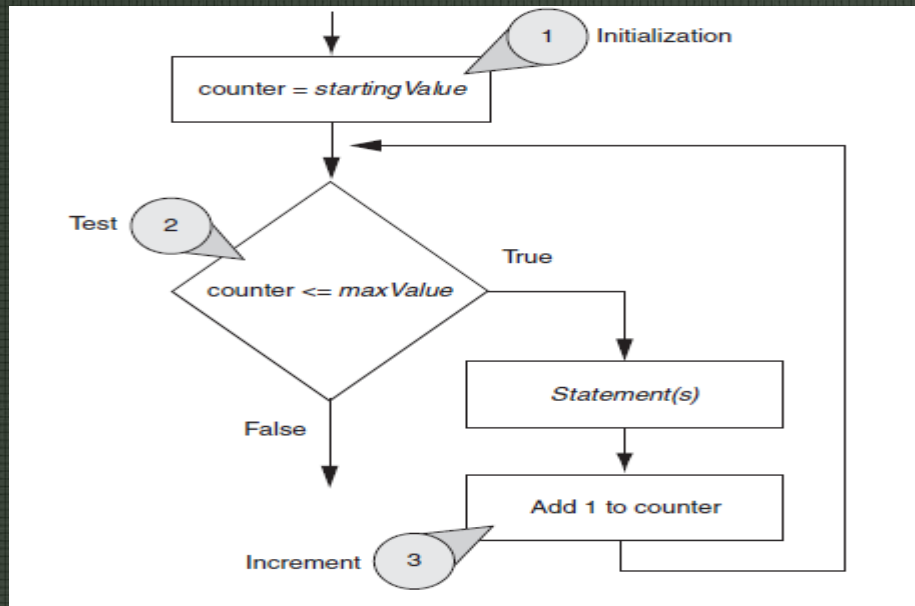 1 Initialization
counter = startingValue
Test 2
True
counter <= maxValue
Statement(s)
False
Add 1 to counter
Increment 3